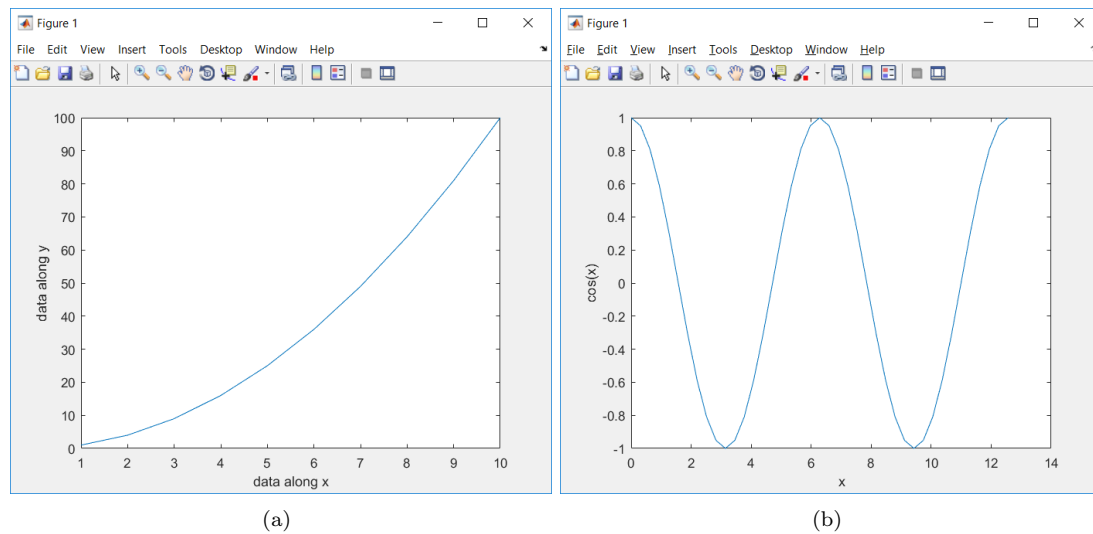 Figure 1
File Edit View Insert Tools Desktop Window Help
100
90
80
70
60
50
40
30
20
10
0
data along y
1 2 3 4 5 6 7 8 9 10
data along x
(a)
Figure 1
File Edit View Insert Tools Desktop Window Help
1
0.8
0.6
0.4
0.2
0
-0.2
-0.4
-0.6
-0.8
-1
cos(x)
0 2 4 6 8 10 12 14
x
(b)